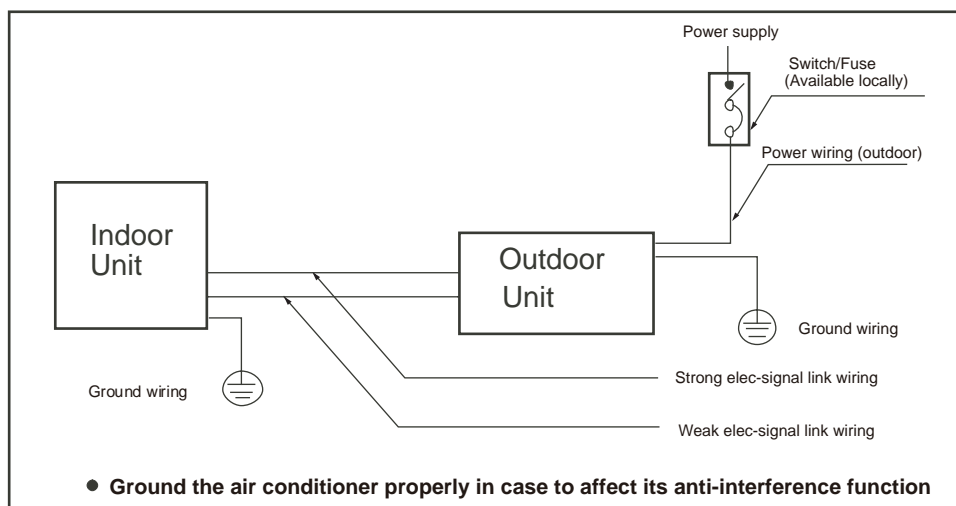 Power supply
Switch/Fuse
(Available locally)
Power wiring (outdoor)
Indoor
Unit
Outdoor
Unit
Ground wiring
Ground wiring
Strong elec-signal link wiring
Weak elec-signal link wiring
● Ground the air conditioner properly in case to affect its anti-interference function